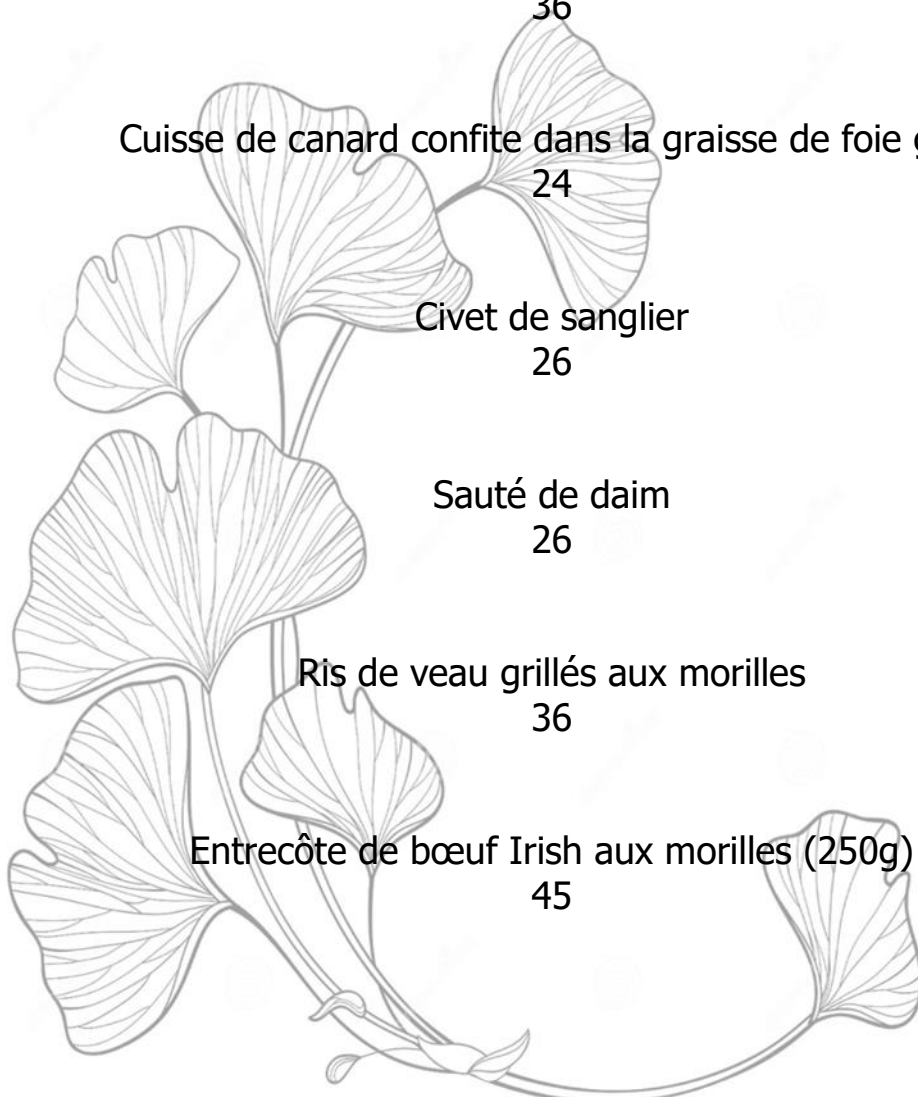 36
Cuisse de canard confite dans la graisse de foie
24
Civet de sanglier
26
Sauté de daim
26
Ris de veau grillés aux morilles
36
Entrecôte de bœuf Irish aux morilles (250g)
45